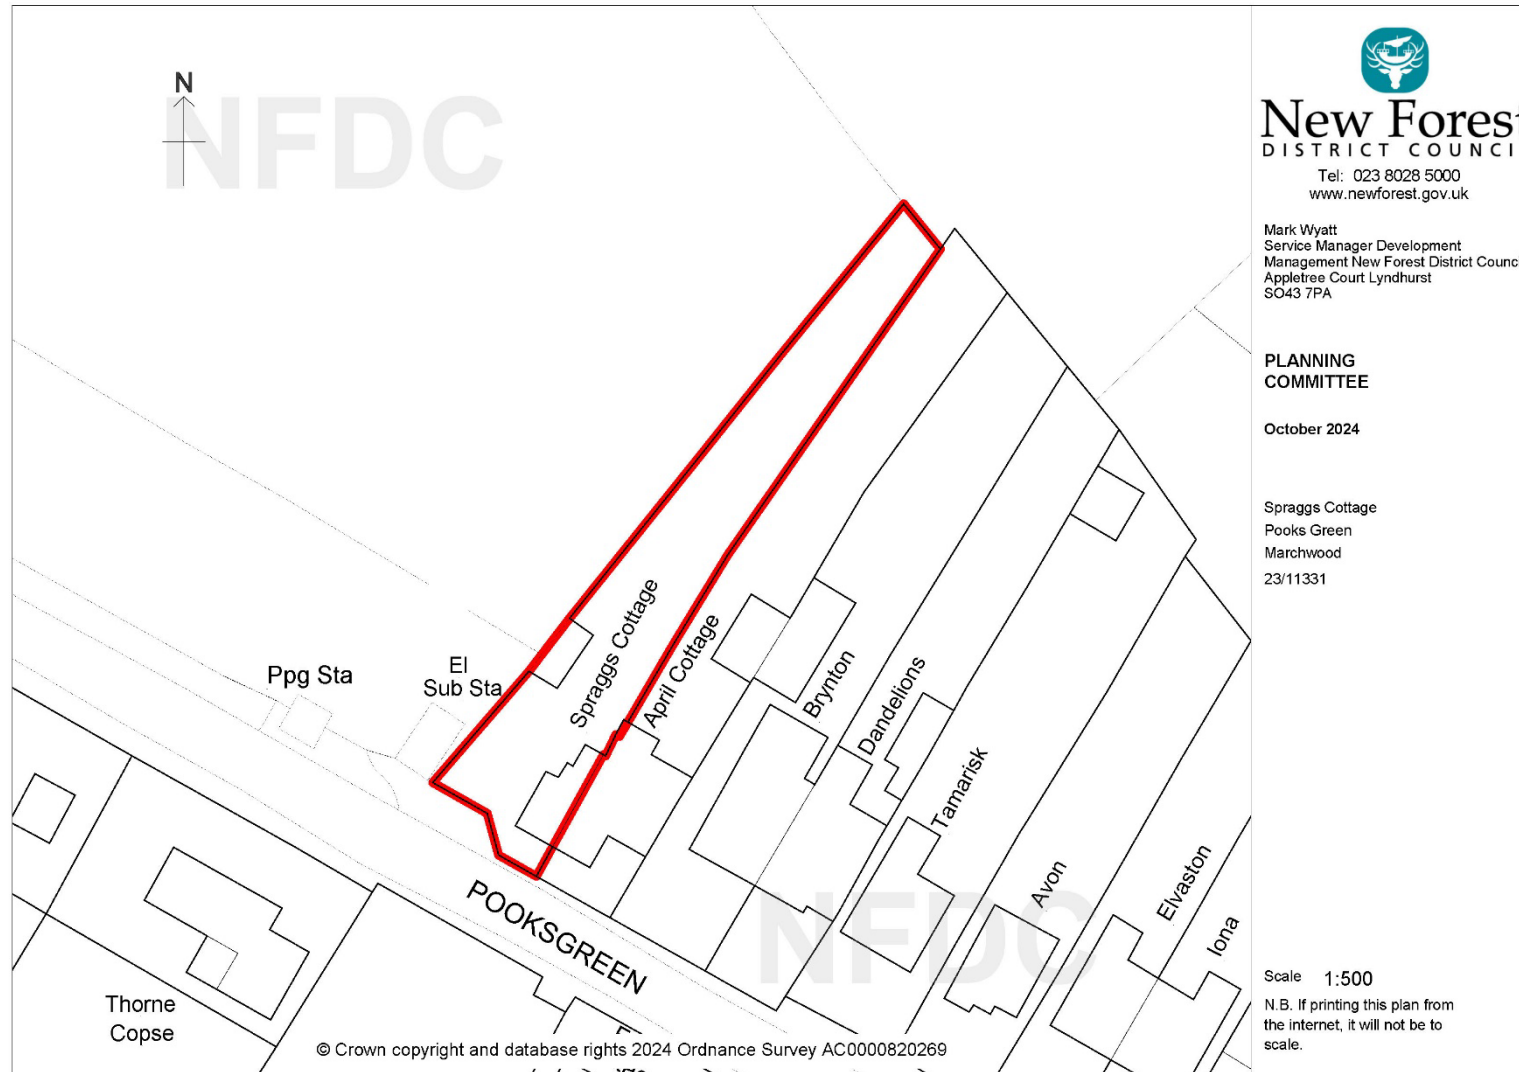 N
NFDC
Ppg Sta
El
Sub Sta
Spraggs Cottage
April Cottage
Brynton
Dandelions
Tamarisk
Avon
Elvaston
Iona
POOKSGREEN
NFDC
Thorne
Copse
© Crown copyright and database rights 2024 Ordnance Survey AC0000820269
New Forest
DISTRICT COUNCI
Tel: 023 8028 5000
www.newforest.gov.uk
Mark Wyatt
Service Manager Development
Management New Forest District Counc
Appletree Court Lyndhurst
SO43 7PA
PLANNING
COMMITTEE
October 2024
Spraggs Cottage
Pooks Green
Marchwood
23/11331
Scale 1:500
N.B. If printing this plan from
the internet, it will not be to
scale.